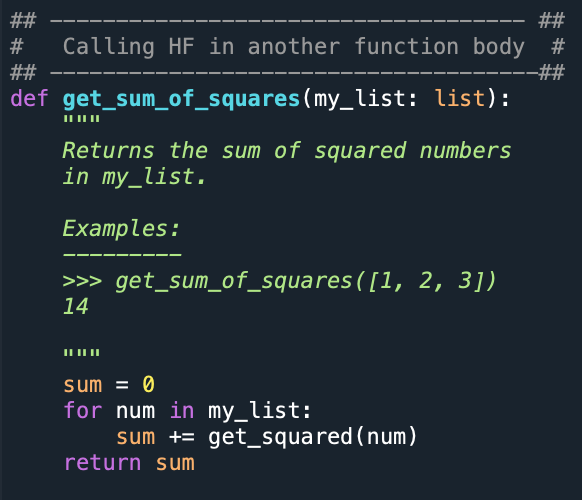 ## ------------------------------------ ##
#   Calling HF in another function body  #
## -------------------------------------##
def get_sum_of_squares(my_list: list):
    """
    Returns the sum of squared numbers
    in my_list.

    Examples:
    ---------
    >>> get_sum_of_squares([1, 2, 3])
    14

    """
    sum = 0
    for num in my_list:
        sum += get_squared(num)
    return sum